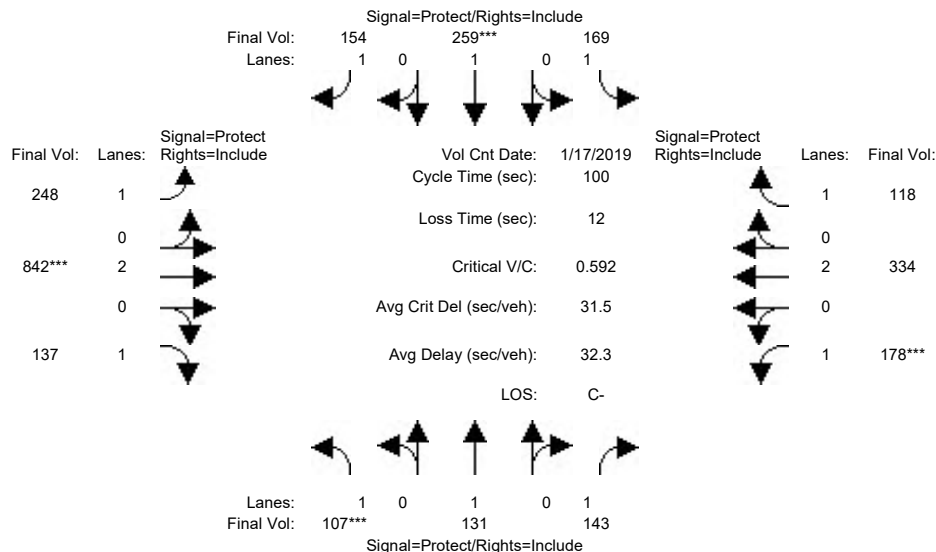 Signal=Protect/Rights=Include
Final Vol: 154 259*** 169
Lanes: 1 0 1 0 1
Signal=Protect
Final Vol: Lanes: Rights=Include
Vol Cnt Date: 1/17/2019
Signal=Protect
Rights=Include Lanes: Final Vol:
Cycle Time (sec): 100
248 1
1 118
Loss Time (sec): 12
0
0
842*** 2
Critical V/C: 0.592
2 334
0
Avg Crit Del (sec/veh): 31.5
0
137 1
Avg Delay (sec/veh): 32.3
1 178***
LOS: C-
Lanes: 1 0 1 0 1
Final Vol: 107*** 131 143
Signal=Protect/Rights=Include